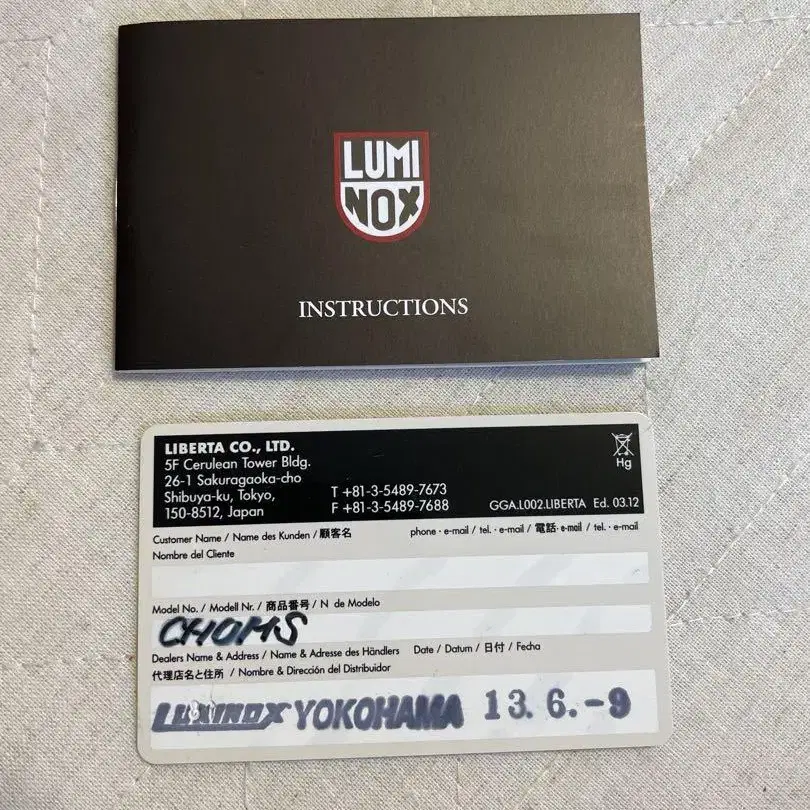 LUMI
NOX
INSTRUCTIONS
LIBERTA CO., LTD.
5F Cerulean Tower Bldg.
26-1 Sakuragaoka-cho
Shibuya-ku, Tokyo,
150-8512, Japan
T +81-3-5489-7673
F +81-3-5489-7688
Hg
GGA.L002.LIBERTA Ed. 03.12
Customer Name / Name des Kunden / 顧客名
Nombre del Cliente
phone · e-mail / tel. · e-mail / 電話· e-mail / tel. · e-mail
Model No. / Modell Nr. / 商品番号 / N de Modelo
Dealers Name & Address / Name & Adresse des Händlers
代理店名と住所 / Nombre & Dirección del Distribuidor
Date / Datum / 日付 / Fecha
YOKOHAMA 13. 6. -9